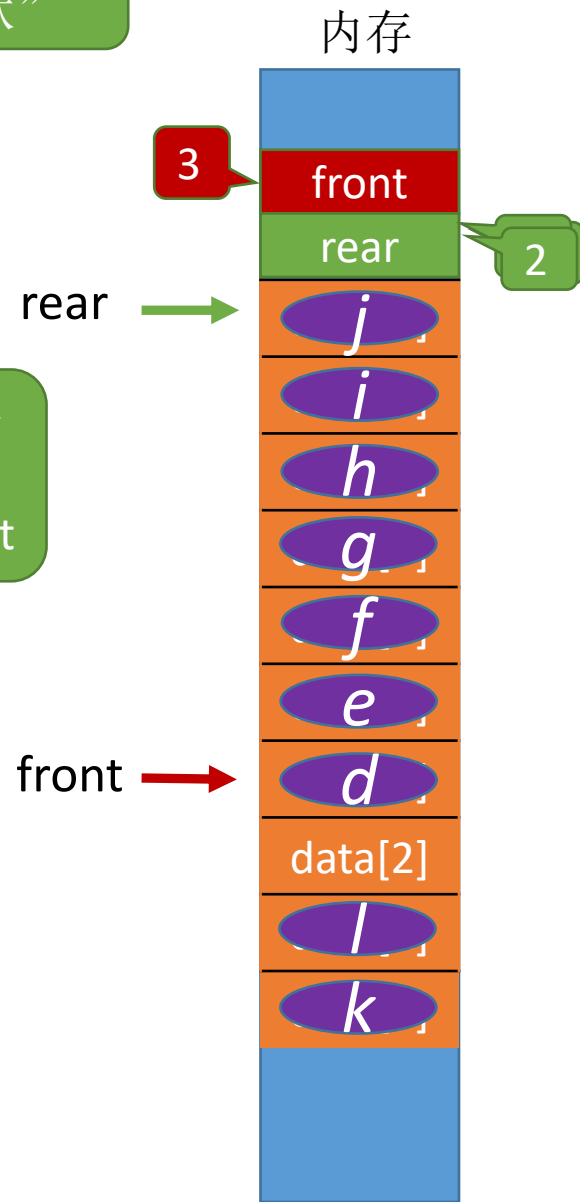 内存
3
front
rear
2
rear
j
]
i
]
h
]
t
g
]
f
]
e
]
front
d
]
data[2]
l
]
k
]